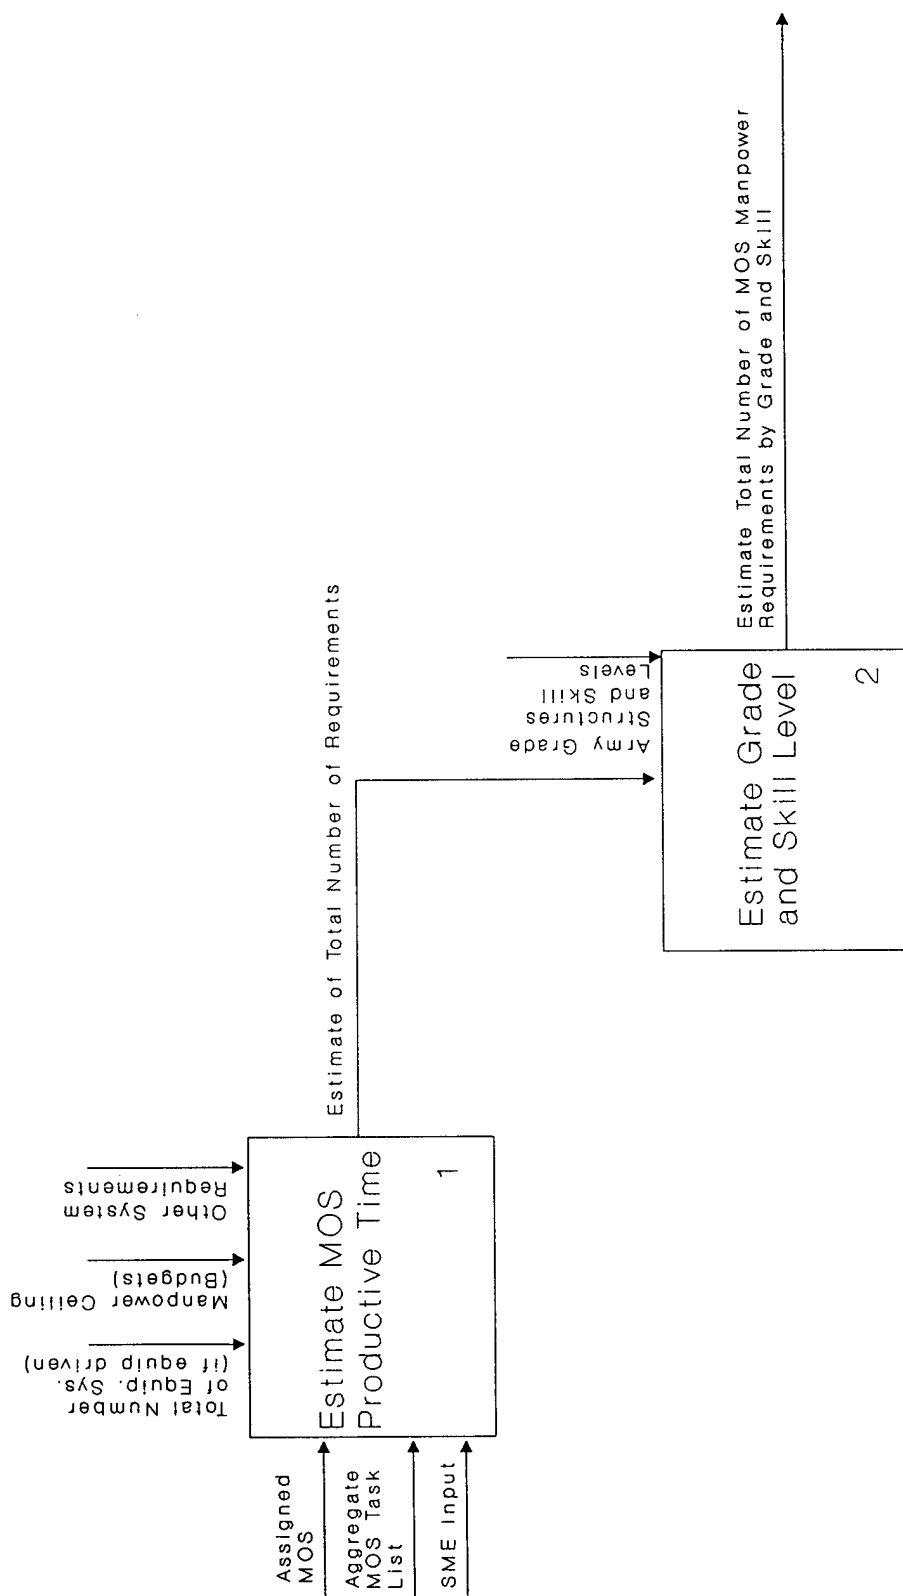 Assigned
MOS
Aggregate
MOS Task
List
SME Input
Total Number
of Equip. Sys.
(if equip driven)
Manpower Ceiling
(Budgets)
Other System
Requirements
Estimate MOS
Productive Time
1
Estimate of Total Number of Requirements
Army Grade
Structures
and Skill
Levels
Estimate Grade
and Skill Level
2
Estimate Total Number of MOS Manpower
Requirements by Grade and Skill